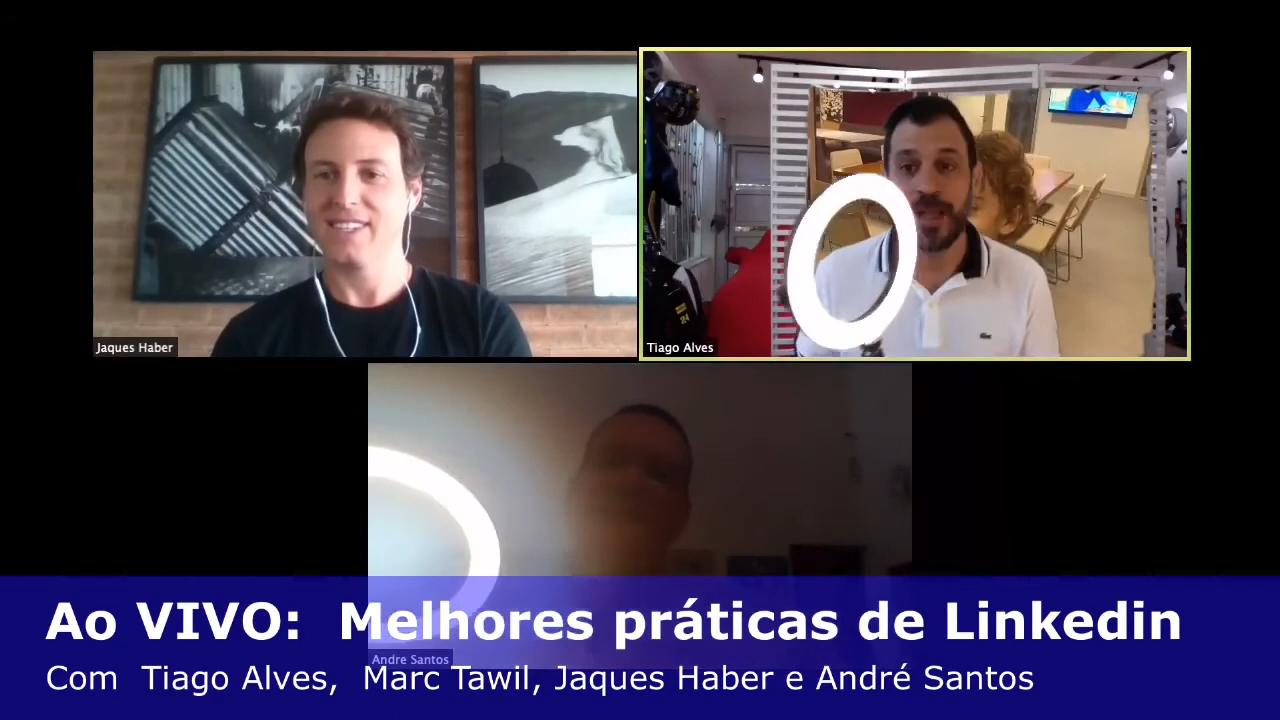 Jaques Haber
Tiago Alves
24
Andre Santos
Ao VIVO: Melhores práticas de Linkedin
Com Tiago Alves, Marc Tawil, Jaques Haber e André Santos